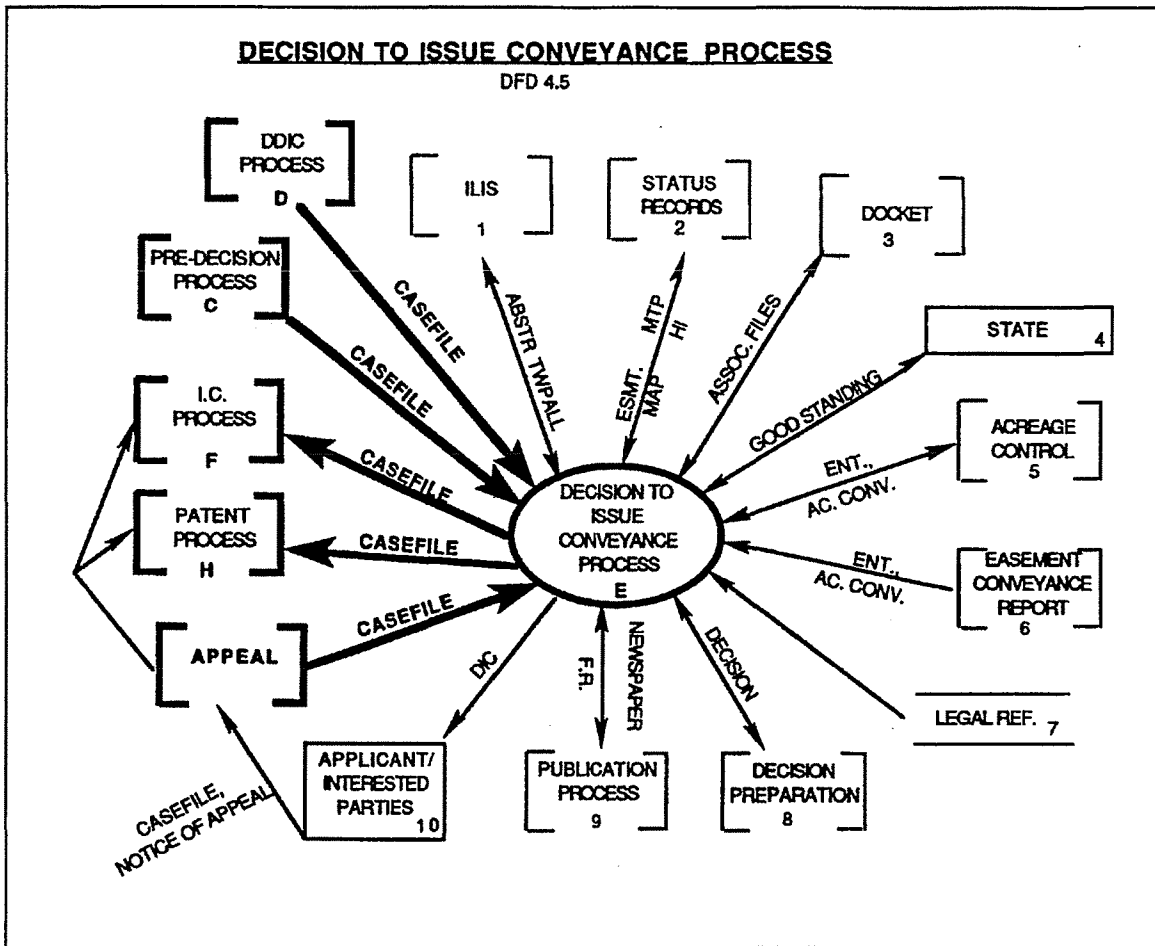 DECISION TO ISSUE CONVEYANCE PROCESS
DFD 4.5
DDIC
PROCESS
D
ILIS
1
STATUS
RECORDS
2
DOCKET
3
PRE-DECISION
PROCESS
C
CASEFILE
CASEFILE
ABSTR TWPALL
ESMT. MTP
MAP HI
ASSOC. FILES
STATE
4
GOOD STANDING
I.C.
PROCESS
F
CASEFILE
ACREAGE
CONTROL
5
ENT.,
AC. CONV.
PATENT
PROCESS
H
CASEFILE
DECISION TO
ISSUE
CONVEYANCE
PROCESS
E
ENT.,
AC. CONV.
EASEMENT
CONVEYANCE
REPORT
6
APPEAL
CASEFILE
DIC
F.R.
NEWSPAPER
DECISION
LEGAL REF. 7
CASEFILE,
NOTICE OF APPEAL
APPLICANT/
INTERESTED
PARTIES
10
PUBLICATION
PROCESS
9
DECISION
PREPARATION
8